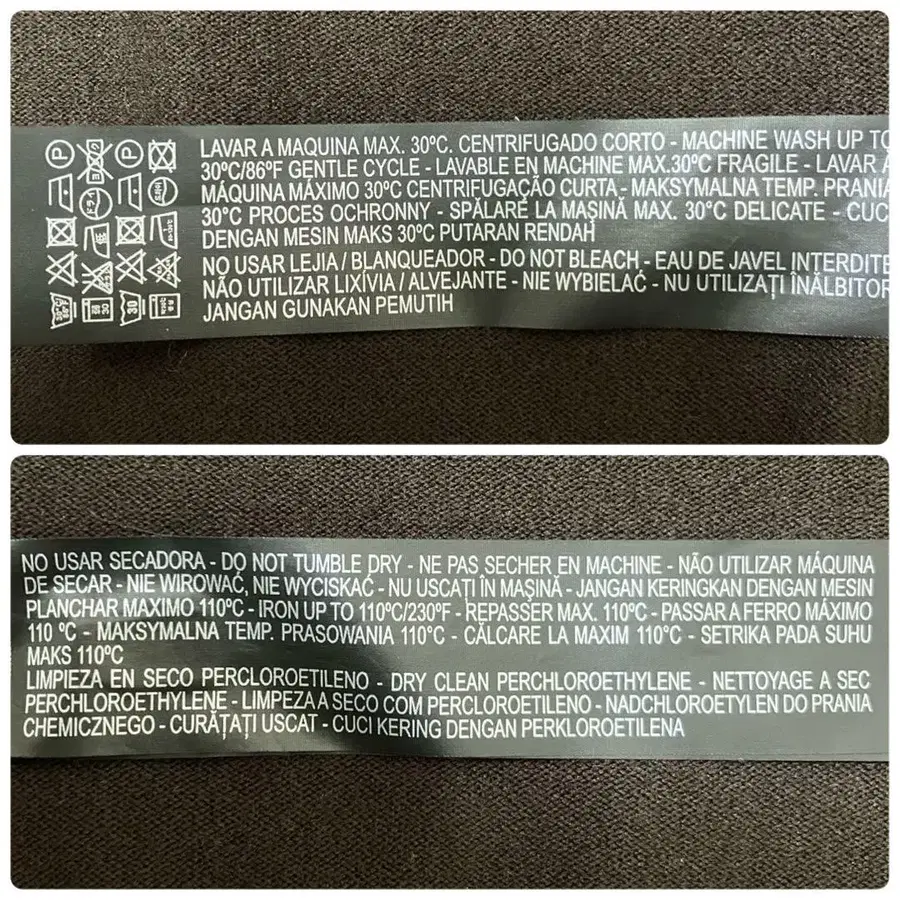 LAVAR A MAQUINA MAX. 30ºC. CENTRIFUGADO CORTO - MACHINE WASH UP TO
30ºC/86ºF GENTLE CYCLE - LAVABLE EN MACHINE MAX.30ºC FRAGILE - LAVAR À
MÁQUINA MÁXIMO 30ºC CENTRIFUGAÇÃO CURTA - MAKSYMALNA TEMP. PRANIA
30°C PROCES OCHRONNY - SPĂLARE LA MAŞINĂ MAX. 30°C DELICATE - CUCI
DENGAN MESIN MAKS 30ºC PUTARAN RENDAH
NO USAR LEJIA / BLANQUEADOR - DO NOT BLEACH - EAU DE JAVEL INTERDITE
NÃO UTILIZAR LIXÍVIA / ALVEJANTE - NIE WYBIELAĆ - NU UTILIZAȚI ÎNĂLBITOR
JANGAN GUNAKAN PEMUTIH
NO USAR SECADORA - DO NOT TUMBLE DRY - NE PAS SECHER EN MACHINE - NÃO UTILIZAR MÁQUINA
DE SECAR - NIE WIROWAĆ, NIE WYCISKAĆ - NU USCAȚI ÎN MAŞINĂ - JANGAN KERINGKAN DENGAN MESIN
PLANCHAR MAXIMO 110ºC - IRON UP TO 110ºC/230ºF - REPASSER MAX. 110ºC - PASSAR A FERRO MÁXIMO
110 ºC - MAKSYMALNA TEMP. PRASOWANIA 110°C - CĂLCARE LA MAXIM 110°C - SETRIKA PADA SUHU
MAKS 110ºC
LIMPIEZA EN SECO PERCLOROETILENO - DRY CLEAN PERCHLOROETHYLENE - NETTOYAGE A SEC
PERCHLOROETHYLENE - LIMPEZA A SECO COM PERCLOROETILENO - NADCHLOROETYLEN DO PRANIA
CHEMICZNEGO - CURĂȚAȚI USCAT - CUCI KERING DENGAN PERKLOROETILENA